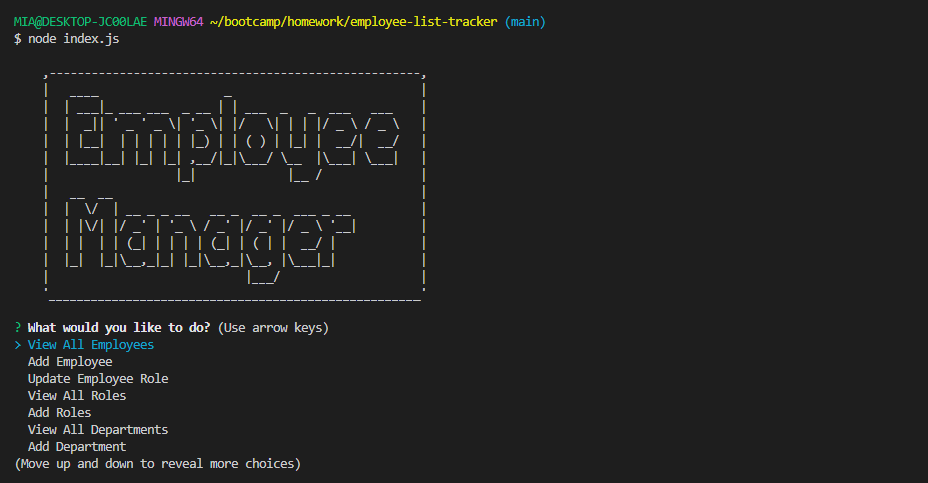 MIA@DESKTOP-JC00LAE MINGW64 ~/bootcamp/homework/employee-list-tracker (main)
$ node index.js
Employee
Manager
? What would you like to do? (Use arrow keys)
> View All Employees
Add Employee
Update Employee Role
View All Roles
Add Roles
View All Departments
Add Department
(Move up and down to reveal more choices)